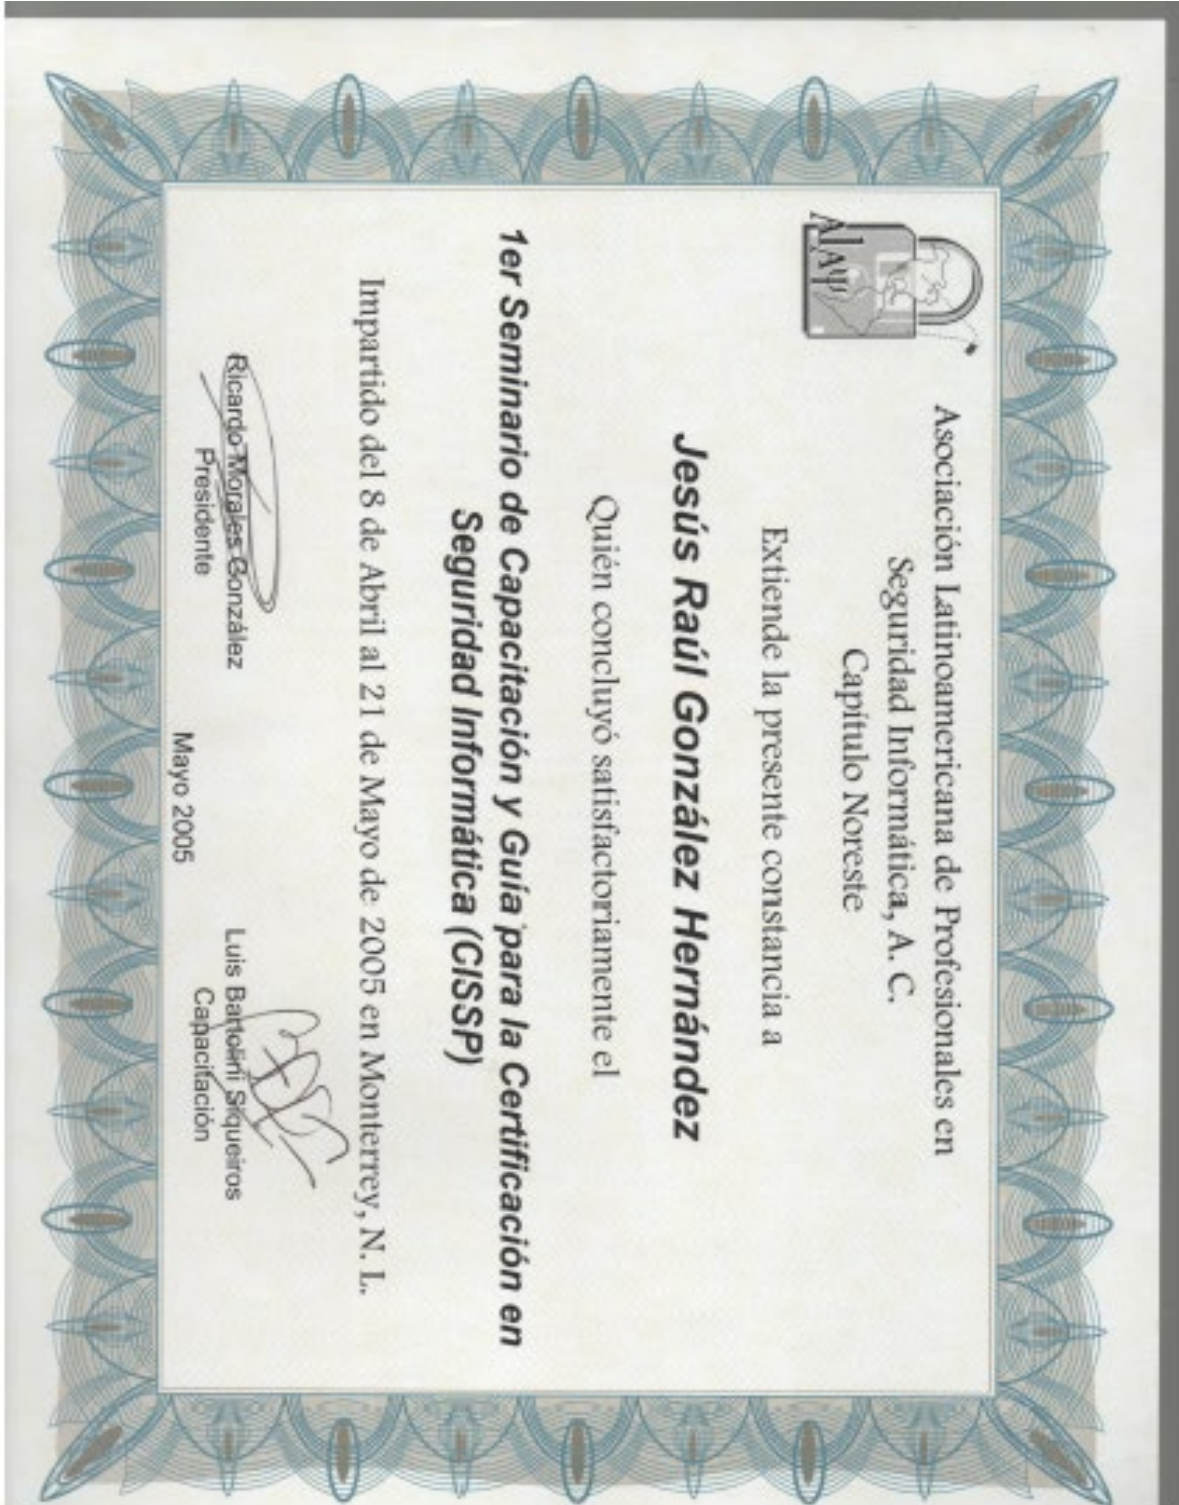 AlAΨI
Asociación Latinoamericana de Profesionales en
Seguridad Informática, A. C.
Capítulo Noreste
Extiende la presente constancia a
Jesús Raúl González Hernández
Quién concluyó satisfactoriamente el
1er Seminario de Capacitación y Guía para la Certificación en
Seguridad Informática (CISSP)
Impartido del 8 de Abril al 21 de Mayo de 2005 en Monterrey, N. L.
Ricardo Morales González
Presidente
Luis Bartolini Siqueiros
Capacitación
Mayo 2005